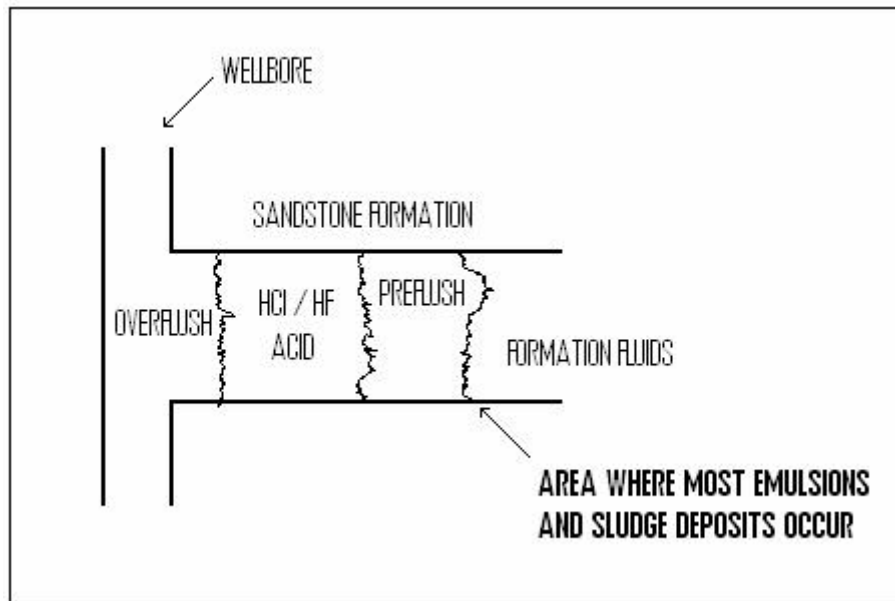 WELLBORE
SANDSTONE FORMATION
OVERFLUSH
HCl / HF
ACID
PREFLUSH
FORMATION FLUIDS
AREA WHERE MOST EMULSIONS
AND SLUDGE DEPOSITS OCCUR